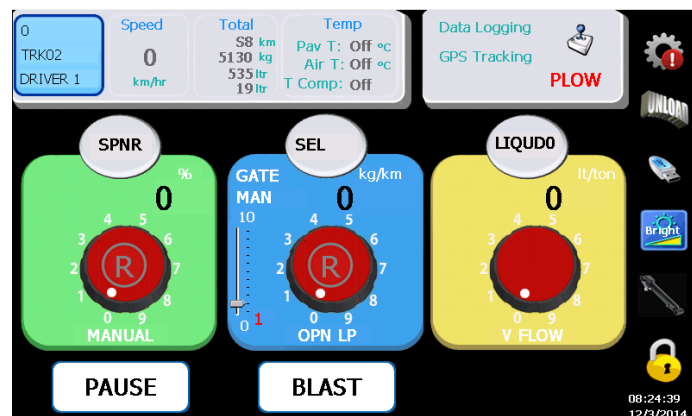 0
TRK02
DRIVER 1
Speed
0
km/hr
Total
S8 km
5130 kg
535 ltr
19 ltr
Temp
Pav T: Off ºc
Air T: Off ºc
T Comp: Off
Data Logging
GPS Tracking
PLOW
UNLOAD
Bright
SPNR
%
0
0 1 2 3 4 5 6 7 8 9
R
MANUAL
SEL
GATE
MAN
kg/km
0
10
0
1
0 1 2 3 4 5 6 7 8 9
R
OPN LP
LIQUD0
lt/ton
0
0 1 2 3 4 5 6 7 8 9
V FLOW
PAUSE
BLAST
08:24:39
12/3/2014